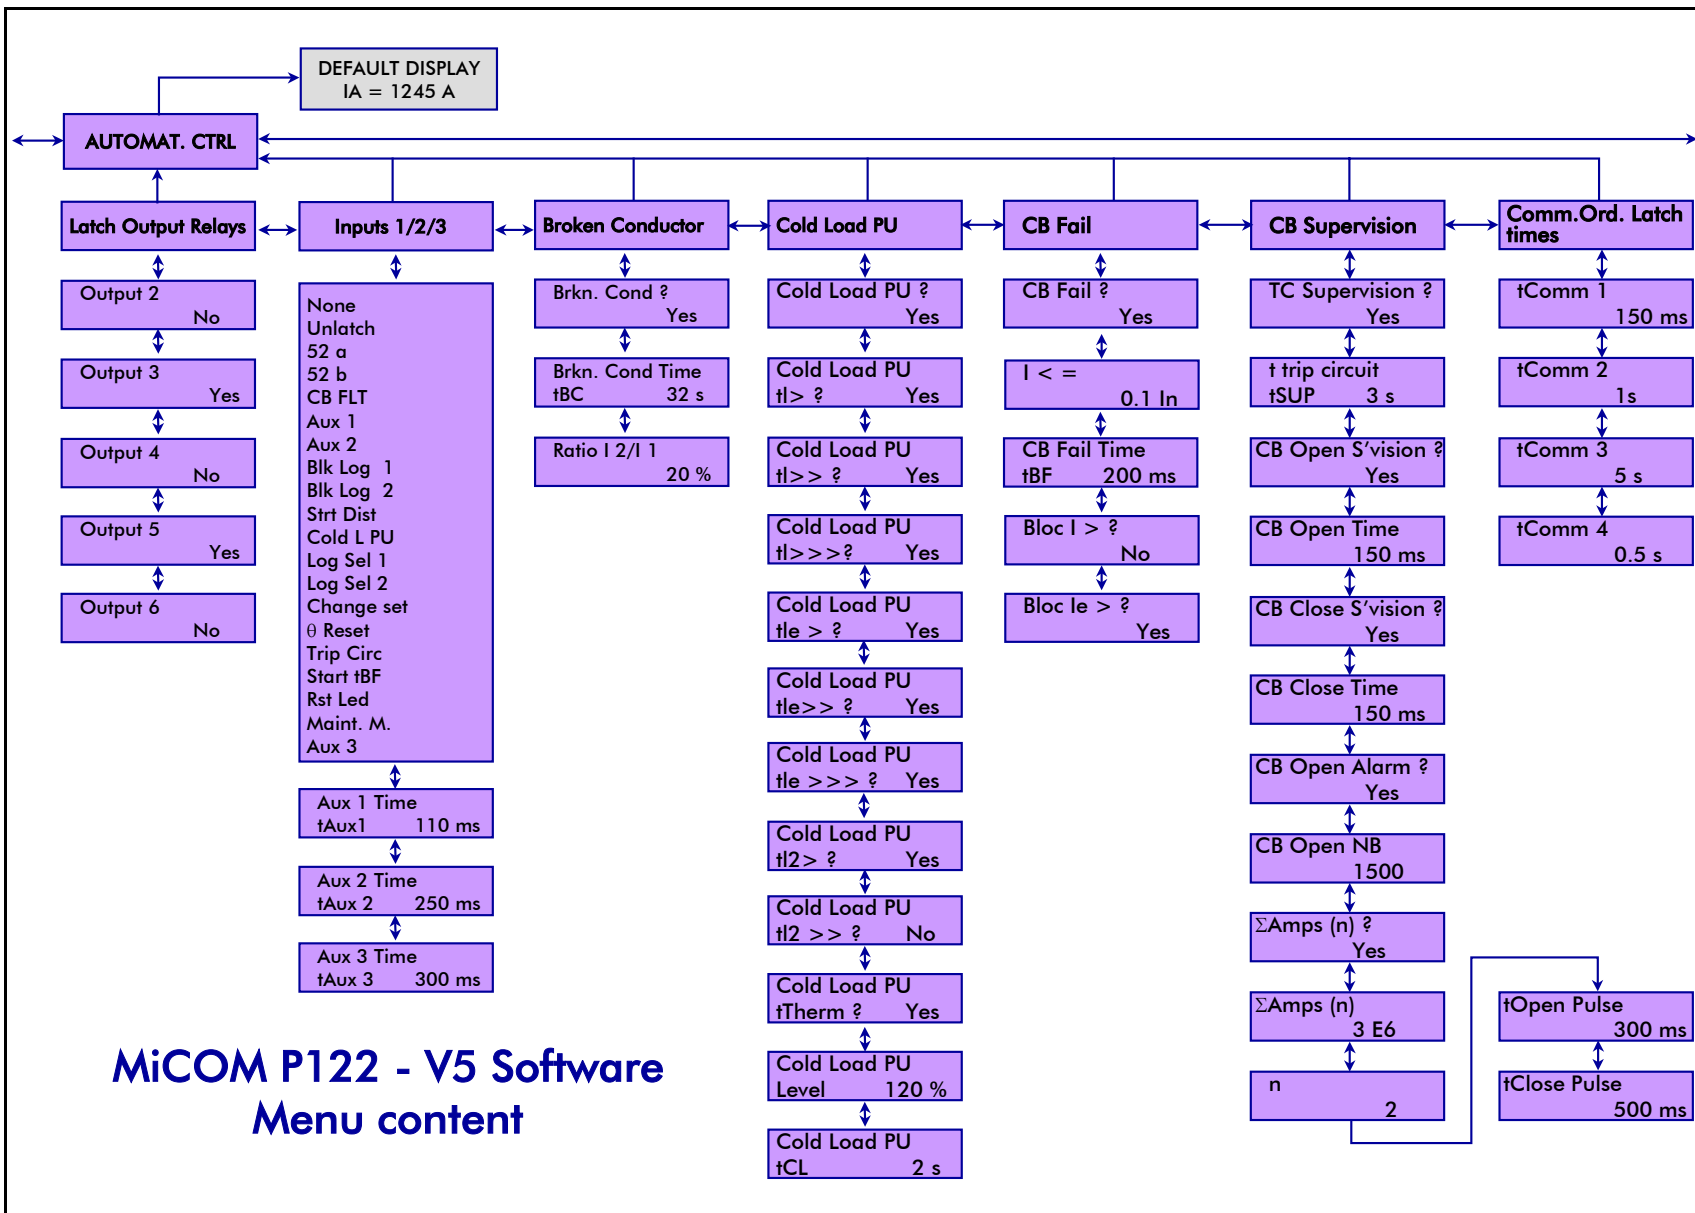 DEFAULT DISPLAY
IA = 1245 A
AUTOMAT. CTRL
Latch Output Relays
Output 2
No
Output 3
Yes
Output 4
No
Output 5
Yes
Output 6
No
Inputs 1/2/3
None
Unlatch
52 a
52 b
CB FLT
Aux 1
Aux 2
Blk Log 1
Blk Log 2
Strt Dist
Cold L PU
Log Sel 1
Log Sel 2
Change set
θ Reset
Trip Circ
Start tBF
Rst Led
Maint. M.
Aux 3
Aux 1 Time
tAux1 110 ms
Aux 2 Time
tAux 2 250 ms
Aux 3 Time
tAux 3 300 ms
Broken Conductor
Brkn. Cond ?
Yes
Brkn. Cond Time
tBC 32 s
Ratio I 2/I 1
20 %
Cold Load PU
Cold Load PU ?
Yes
Cold Load PU
tI> ? Yes
Cold Load PU
tI>> ? Yes
Cold Load PU
tI>>>? Yes
Cold Load PU
tIe > ? Yes
Cold Load PU
tIe>> ? Yes
Cold Load PU
tIe >>> ? Yes
Cold Load PU
tI2> ? Yes
Cold Load PU
tI2 >> ? No
Cold Load PU
tTherm ? Yes
Cold Load PU
Level 120 %
Cold Load PU
tCL 2 s
CB Fail
CB Fail ?
Yes
I < =
0.1 In
CB Fail Time
tBF 200 ms
Bloc I > ?
No
Bloc Ie > ?
Yes
CB Supervision
TC Supervision ?
Yes
t trip circuit
tSUP 3 s
CB Open S'vision ?
Yes
CB Open Time
150 ms
CB Close S'vision ?
Yes
CB Close Time
150 ms
CB Open Alarm ?
Yes
CB Open NB
1500
ΣAmps (n) ?
Yes
ΣAmps (n)
3 E6
n
2
Comm.Ord. Latch
times
tComm 1
150 ms
tComm 2
1s
tComm 3
5 s
tComm 4
0.5 s
tOpen Pulse
300 ms
tClose Pulse
500 ms
MiCOM P122 - V5 Software
Menu content